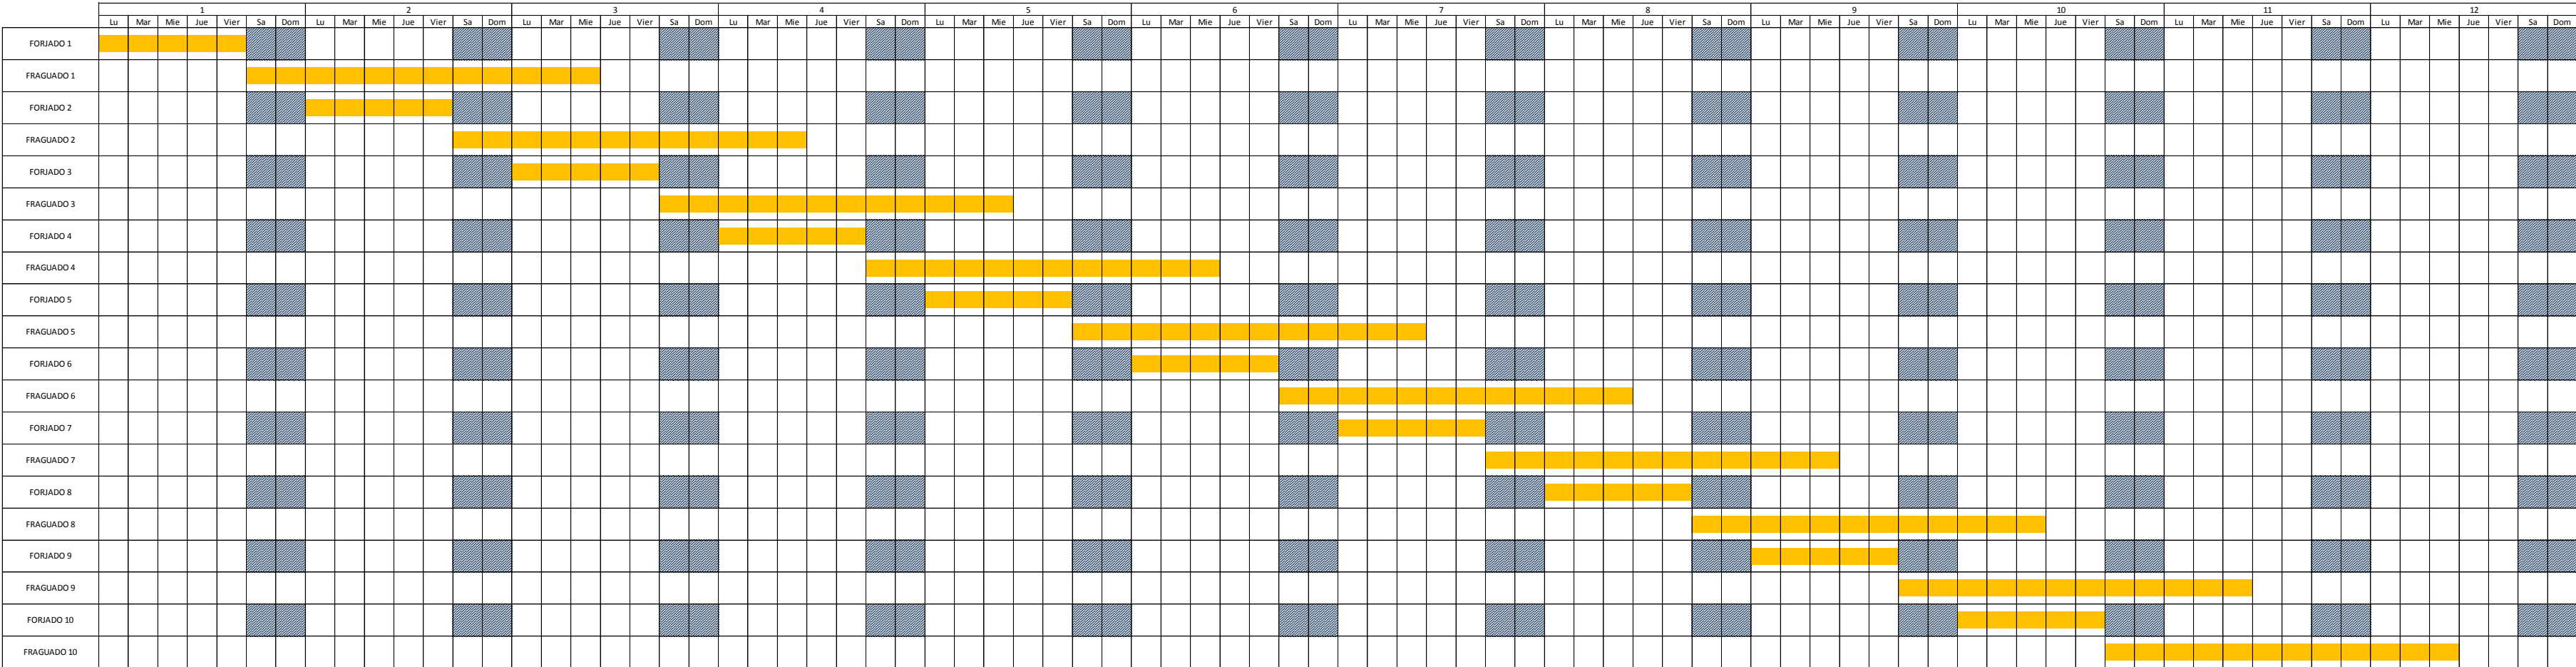 1 2 3 4 5 6 7 8 9 10 11 12
Lu Mar Mie Jue Vier Sa Dom Lu Mar Mie Jue Vier Sa Dom Lu Mar Mie Jue Vier Sa Dom Lu Mar Mie Jue Vier Sa Dom Lu Mar Mie Jue Vier Sa Dom Lu Mar Mie Jue Vier Sa Dom Lu Mar Mie Jue Vier Sa Dom Lu Mar Mie Jue Vier Sa Dom Lu Mar Mie Jue Vier Sa Dom Lu Mar Mie Jue Vier Sa Dom Lu Mar Mie Jue Vier Sa Dom Lu Mar Mie Jue Vier Sa Dom
FORJADO 1
FRAGUADO 1
FORJADO 2
FRAGUADO 2
FORJADO 3
FRAGUADO 3
FORJADO 4
FRAGUADO 4
FORJADO 5
FRAGUADO 5
FORJADO 6
FRAGUADO 6
FORJADO 7
FRAGUADO 7
FORJADO 8
FRAGUADO 8
FORJADO 9
FRAGUADO 9
FORJADO 10
FRAGUADO 10